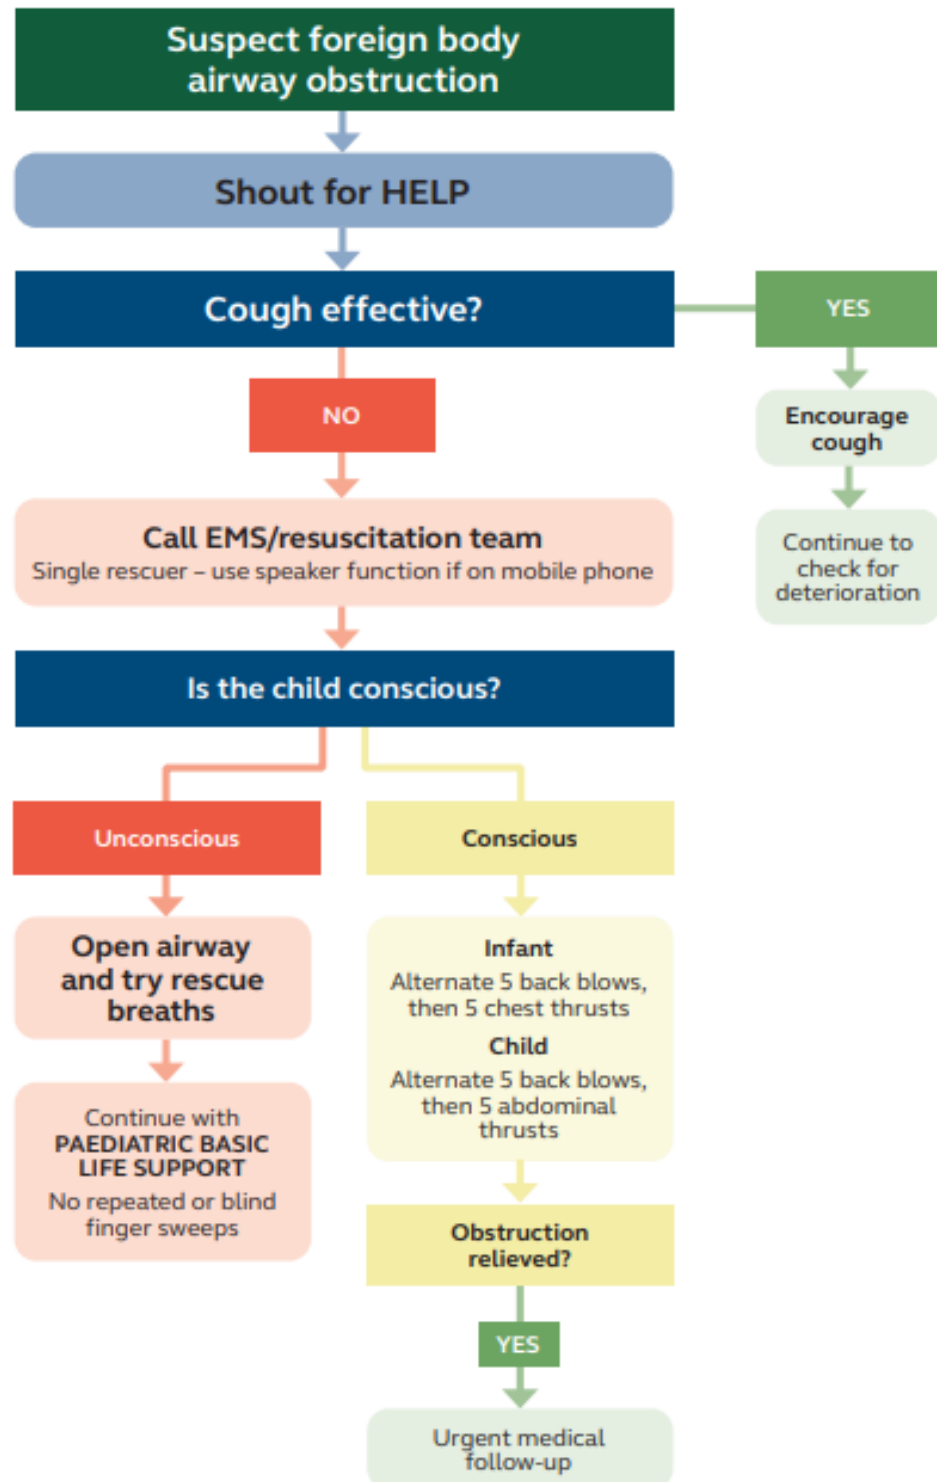 Suspect foreign body
airway obstruction
Shout for HELP
Cough effective?
YES
Encourage
cough
Continue to
check for
deterioration
NO
Call EMS/resuscitation team
Single rescuer – use speaker function if on mobile phone
Is the child conscious?
Unconscious
Open airway
and try rescue
breaths
Continue with
PAEDIATRIC BASIC
LIFE SUPPORT
No repeated or blind
finger sweeps
Conscious
Infant
Alternate 5 back blows,
then 5 chest thrusts
Child
Alternate 5 back blows,
then 5 abdominal
thrusts
Obstruction
relieved?
YES
Urgent medical
follow-up